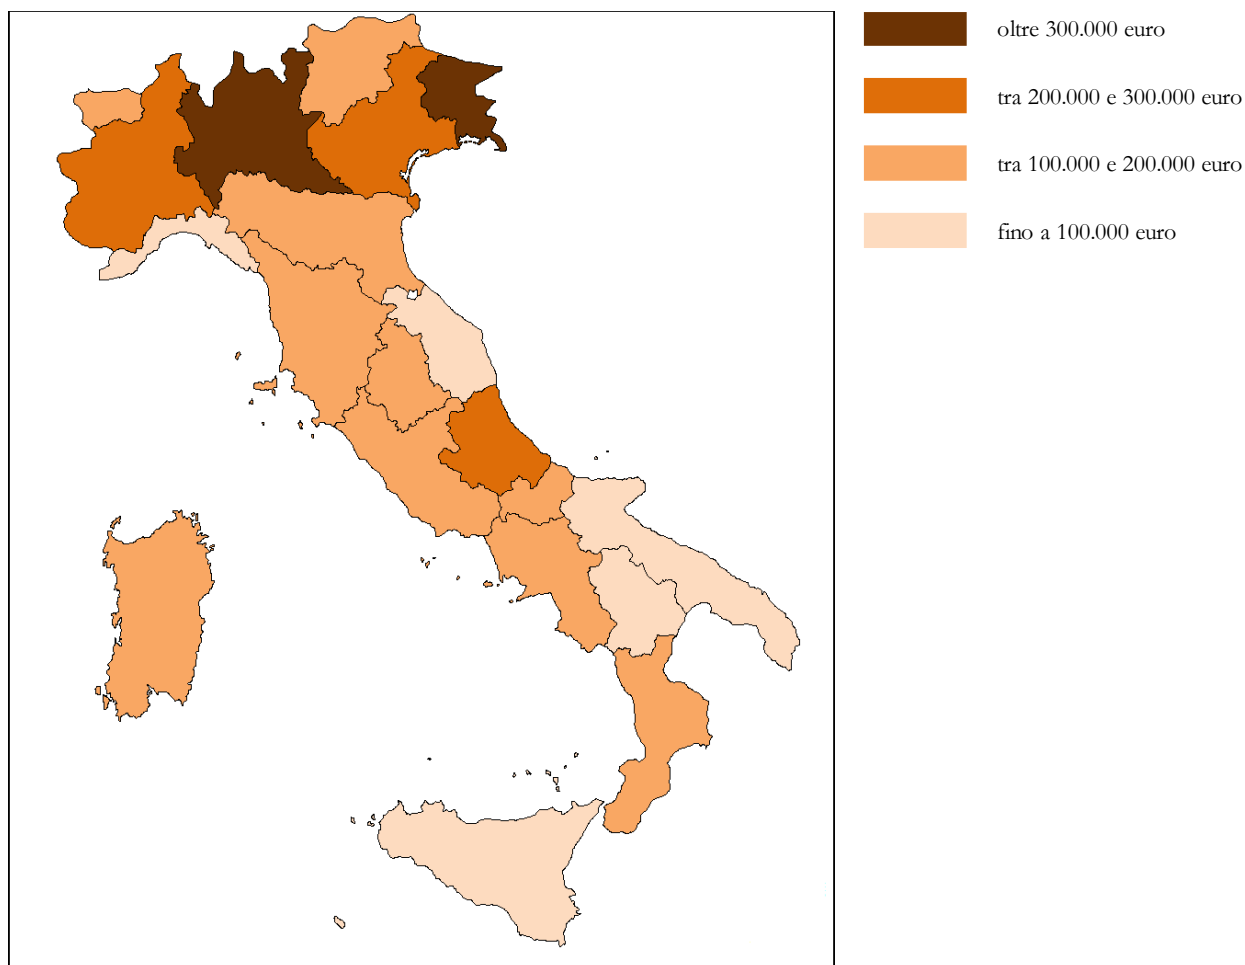 oltre 300.000 euro
tra 200.000 e 300.000 euro
tra 100.000 e 200.000 euro
fino a 100.000 euro